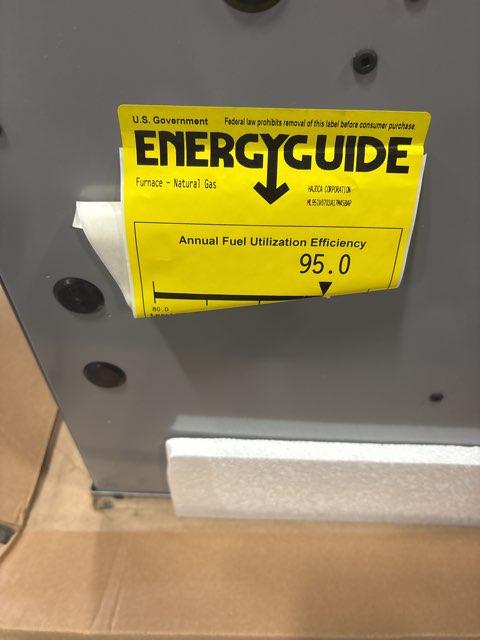 U.S. Government Federal law prohibits removal of this label before consumer purchase.
ENERGYGUIDE
Furnace - Natural Gas
HAJOCA CORPORATION
Annual Fuel Utilization Efficiency
95.0
80.0